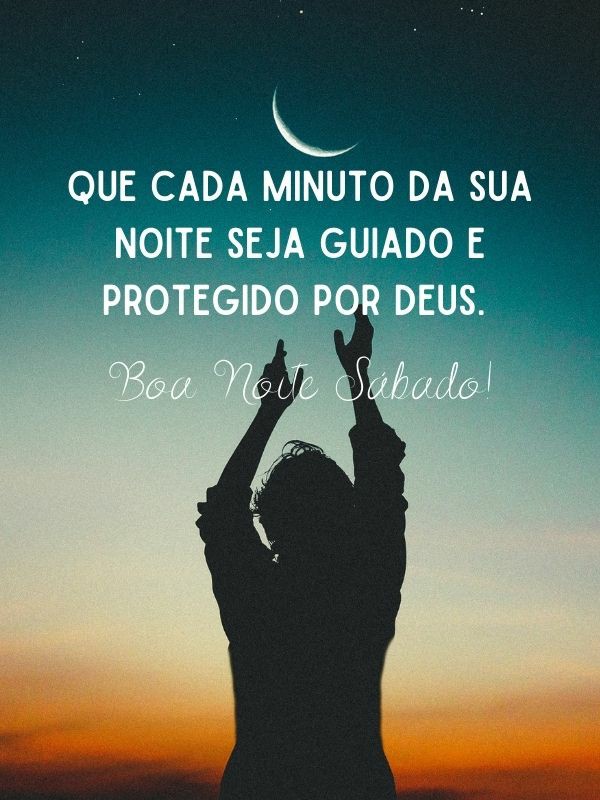 QUE CADA MINUTO DA SUA
NOITE SEJA GUIADO E
PROTEGIDO POR DEUS.
Boa Noite Sábado!